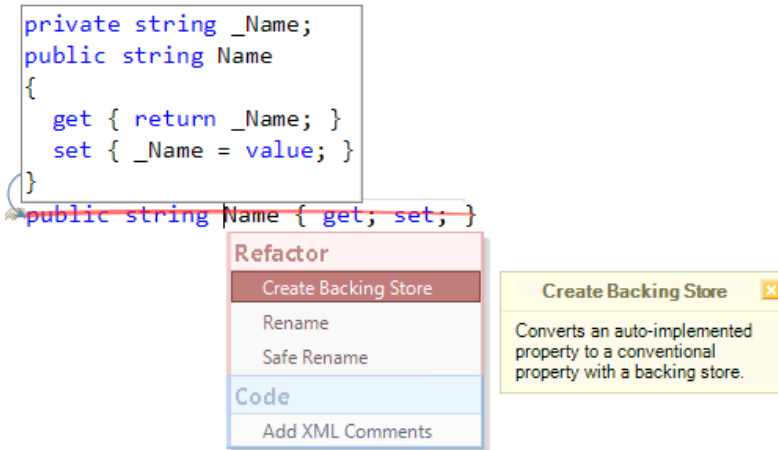 private string _Name;
public string Name
{
get { return _Name; }
set { _Name = value; }
}
public string Name { get; set; }
Refactor
Create Backing Store
Rename
Safe Rename
Code
Add XML Comments
Create Backing Store
Converts an auto-implemented
property to a conventional
property with a backing store.